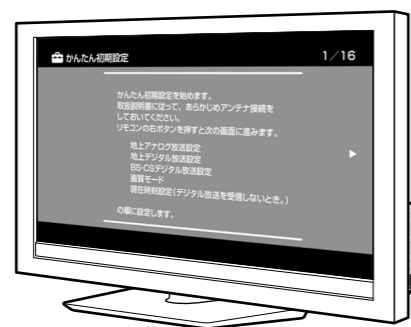 かんたん初期設定
1/16
かんたん初期設定を始めます。
取扱説明書に従って、あらかじめアンテナ接続を
しておいてください。
リモコンの右ボタンを押すと次の画面に進みます。
地上アナログ放送設定
地上デジタル放送設定
BS・CSデジタル放送設定
画質モード
現在時刻設定(デジタル放送を受信しないとき。)
の順に設定します。